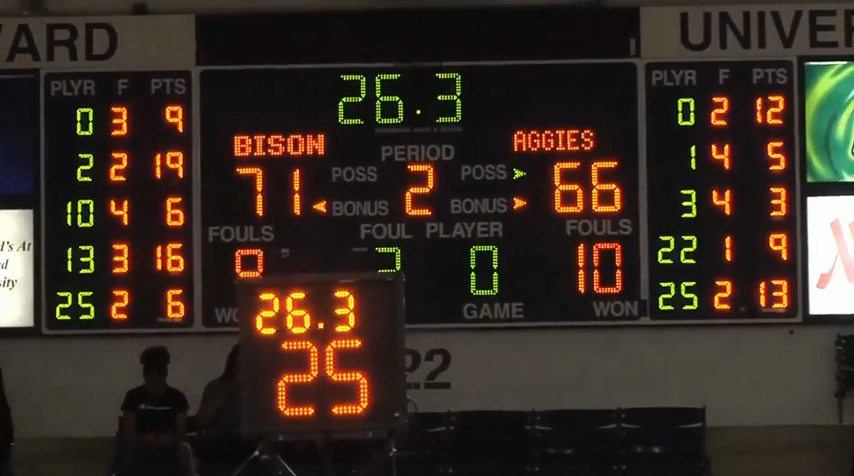 ARD
UNIVER
PLYR F PTS
0 3 9
2 2 19
10 4 6
13 3 16
25 2 6
26.3
BISON
AGGIES
PERIOD
71 POSS 2 POSS 66
BONUS
BONUS
FOULS
FOUL PLAYER
FOULS
0
10
GAME
WON
PLYR F PTS
0 2 12
1 4 5
3 4 3
22 1 9
25 2 13
's At
d
sity
26.3
25
22